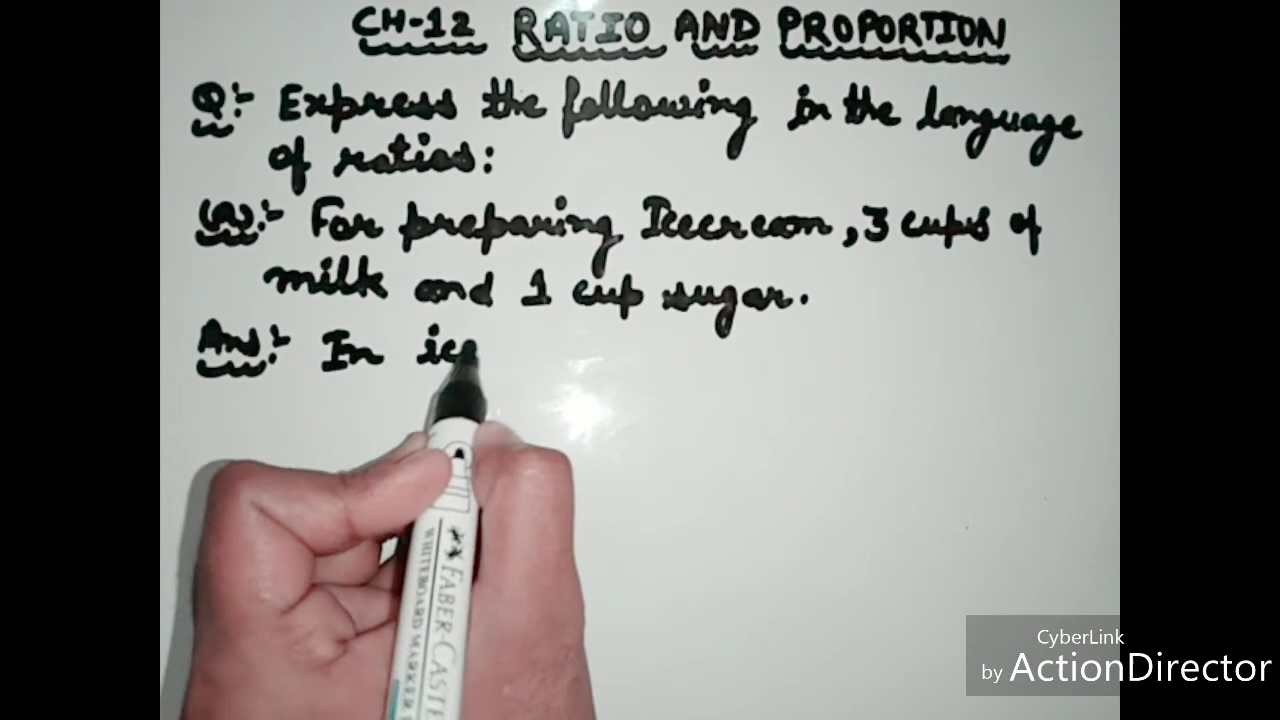 CH-12 RATIO AND PROPORTION
Q:- Express the following in the language
of ratios:
(A):- For preparing Icecream, 3 cups of
milk and 1 cup sugar.
Ans:- In ice
FABER-CASTE
WHITEBOARD MARKER
CyberLink
by ActionDirector